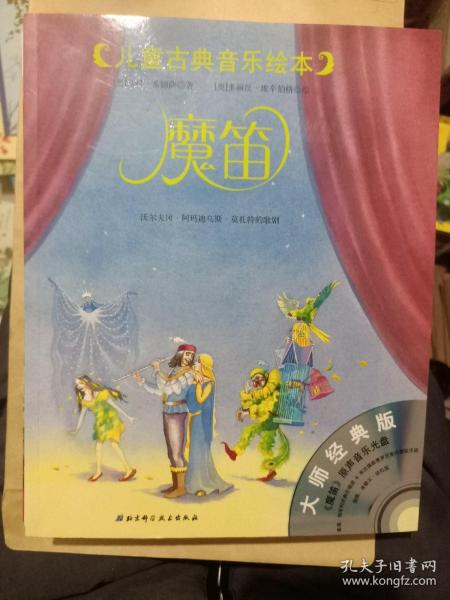 儿童古典音乐绘本
魔笛
沃尔夫冈·阿玛迪乌斯·莫扎特的歌剧
大师经典版
《魔笛》原声音乐光盘
北京科学技术出版社
孔夫子旧书网
www.kongfz.com